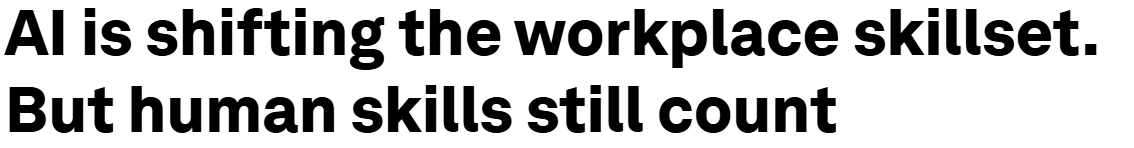 AI is shifting the workplace skillset.
But human skills still count